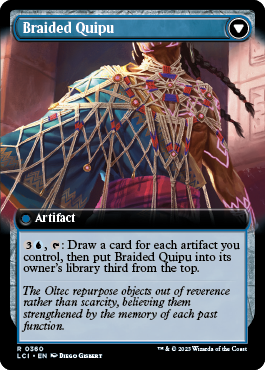 Braided Quipu
Artifact
3, : Draw a card for each artifact you
control, then put Braided Quipu into its
owner's library third from the top.
The Oltec repurpose objects out of reverence
rather than scarcity, believing them
strengthened by the memory of each past
function.
R 0360
LCI • EN Diego Gisbert
™ & © 2023 Wizards of the Coast